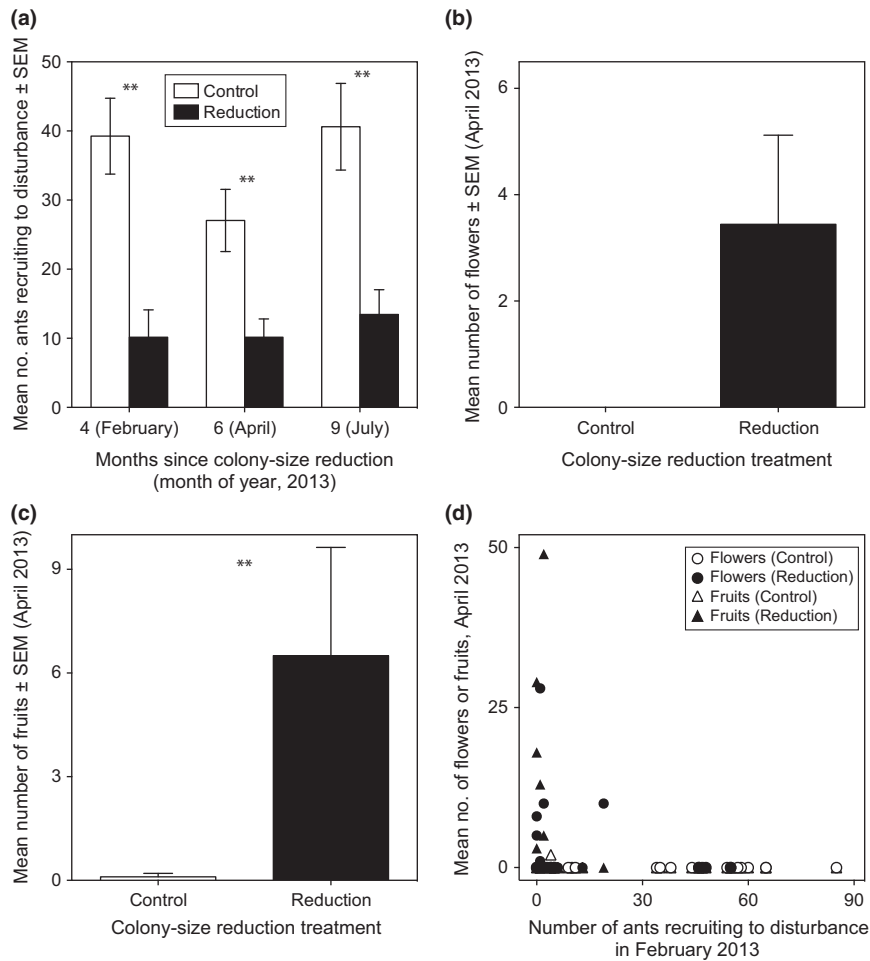 (a)
Mean no. ants recruiting to disturbance ± SEM
50
40
30
20
10
0
**
**
**
Control
Reduction
4 (February)
6 (April)
9 (July)
Months since colony-size reduction
(month of year, 2013)
(b)
Mean number of flowers ± SEM (April 2013)
6
4
2
0
Control
Reduction
Colony-size reduction treatment
(c)
Mean number of fruits ± SEM (April 2013)
9
6
3
0
**
Control
Reduction
Colony-size reduction treatment
(d)
Mean no. of flowers or fruits, April 2013
50
25
0
Flowers (Control)
Flowers (Reduction)
Fruits (Control)
Fruits (Reduction)
0
30
60
90
Number of ants recruiting to disturbance
in February 2013